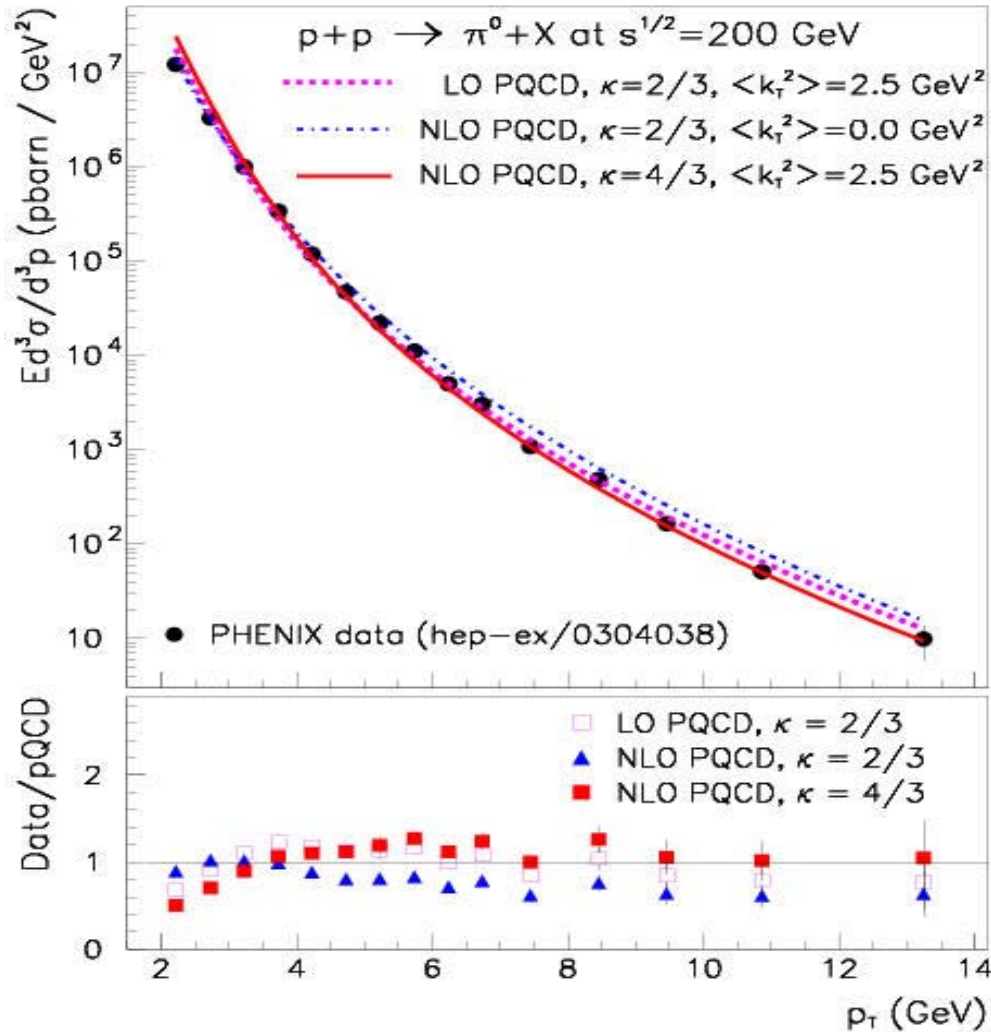 p+p → π⁰+X at s^1/2=200 GeV
LO PQCD, κ=2/3, <k_T²>=2.5 GeV²
NLO PQCD, κ=2/3, <k_T²>=0.0 GeV²
NLO PQCD, κ=4/3, <k_T²>=2.5 GeV²
Ed³σ/d³p (pbarn / GeV²)
10⁷
10⁶
10⁵
10⁴
10³
10²
10
PHENIX data (hep-ex/0304038)
Data/pQCD
LO PQCD, κ = 2/3
NLO PQCD, κ = 2/3
NLO PQCD, κ = 4/3
2
1
0
2 4 6 8 10 12 14
p_T (GeV)